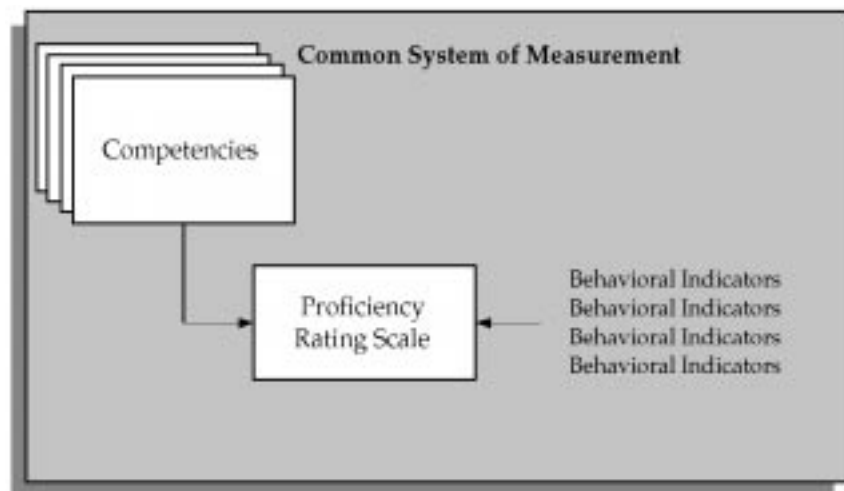 Common System of Measurement
Competencies
Proficiency
Rating Scale
Behavioral Indicators
Behavioral Indicators
Behavioral Indicators
Behavioral Indicators